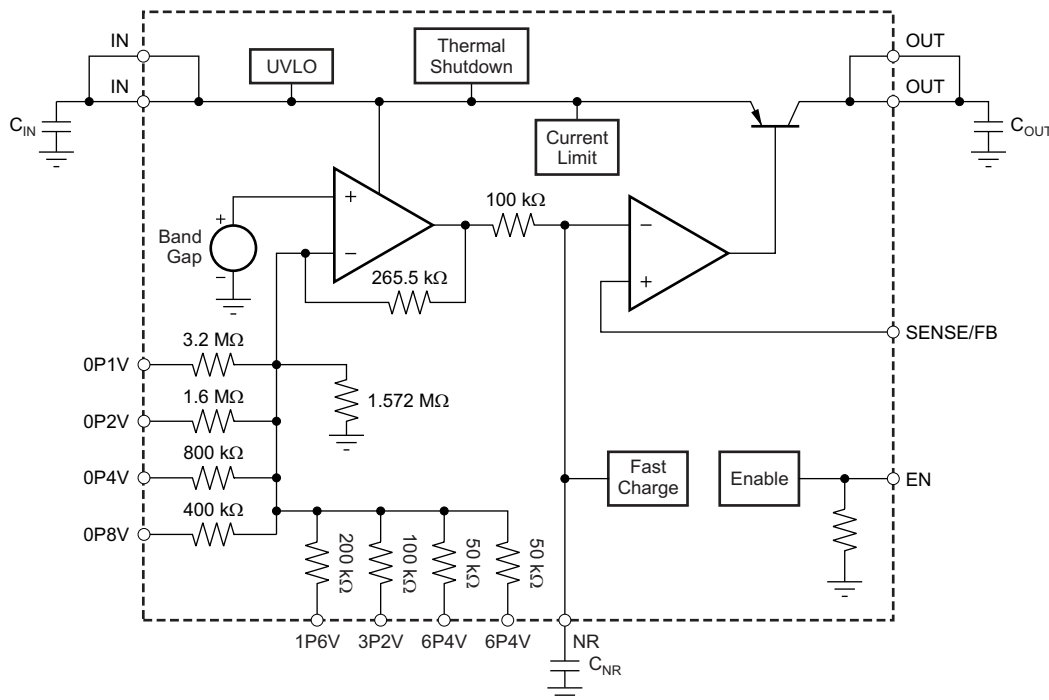 IN
OUT
UVLO
Thermal
Shutdown
IN
OUT
C_IN
Current
Limit
C_OUT
100 kΩ
+
−
Band
Gap
+
−
−
+
265.5 kΩ
SENSE/FB
3.2 MΩ
0P1V
1.6 MΩ
1.572 MΩ
0P2V
800 kΩ
0P4V
Fast
Charge
Enable
EN
400 kΩ
0P8V
200 kΩ
100 kΩ
50 kΩ
50 kΩ
1P6V
3P2V
6P4V
6P4V
NR
C_NR